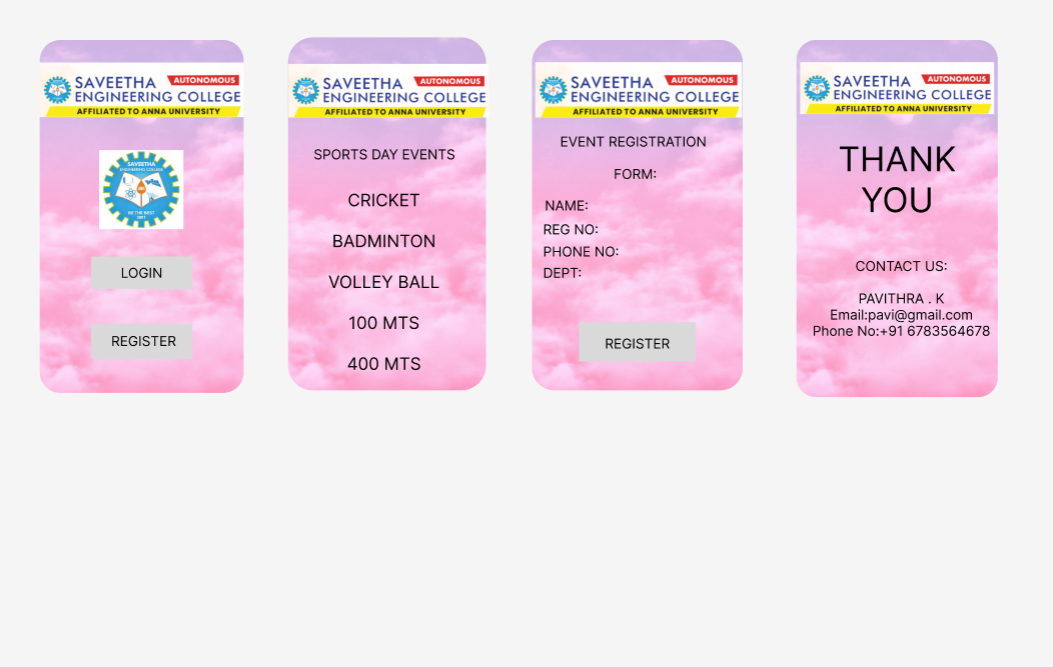 SAVEETHA AUTONOMOUS
ENGINEERING COLLEGE
AFFILIATED TO ANNA UNIVERSITY
SAVEETHA
ENGINEERING COLLEGE
BE THE BEST
LOGIN
REGISTER
SAVEETHA AUTONOMOUS
ENGINEERING COLLEGE
AFFILIATED TO ANNA UNIVERSITY
SPORTS DAY EVENTS
CRICKET
BADMINTON
VOLLEY BALL
100 MTS
400 MTS
SAVEETHA AUTONOMOUS
ENGINEERING COLLEGE
AFFILIATED TO ANNA UNIVERSITY
EVENT REGISTRATION
FORM:
NAME:
REG NO:
PHONE NO:
DEPT:
REGISTER
SAVEETHA AUTONOMOUS
ENGINEERING COLLEGE
AFFILIATED TO ANNA UNIVERSITY
THANK
YOU
CONTACT US:
PAVITHRA . K
Email:pavi@gmail.com
Phone No:+91 6783564678